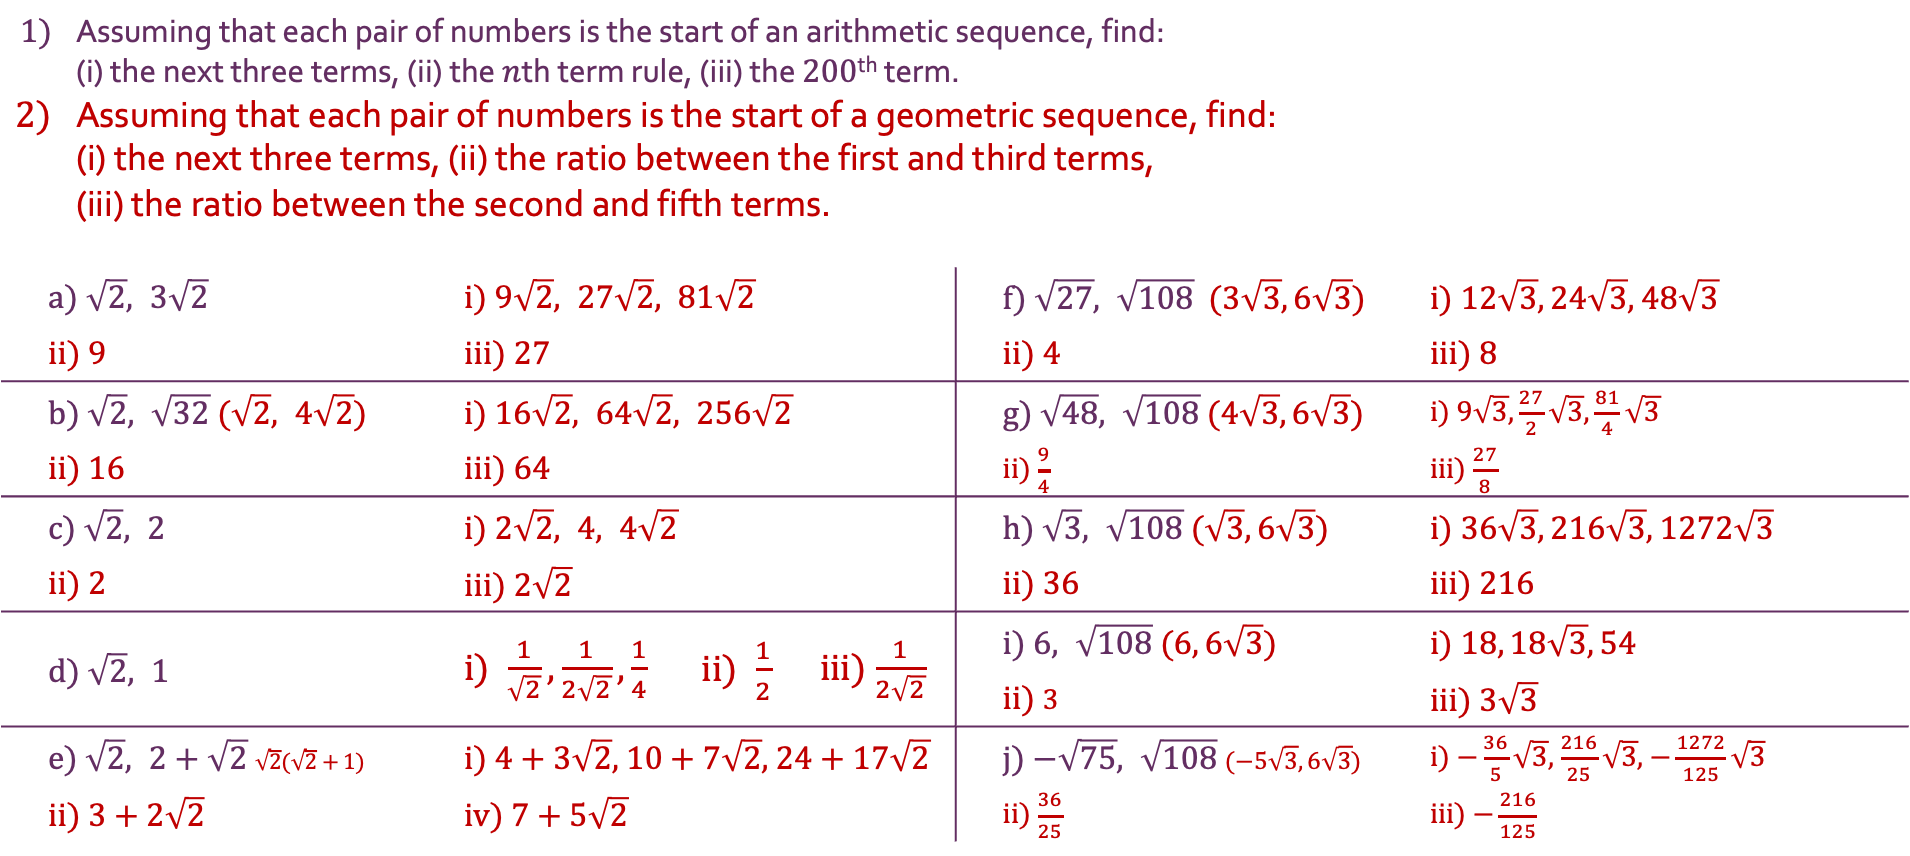 1) Assuming that each pair of numbers is the start of an arithmetic sequence, find:
(i) the next three terms, (ii) the nth term rule, (iii) the 200th term.
2) Assuming that each pair of numbers is the start of a geometric sequence, find:
(i) the next three terms, (ii) the ratio between the first and third terms,
(iii) the ratio between the second and fifth terms.
a) √2, 3√2
i) 9√2, 27√2, 81√2
ii) 9
iii) 27
b) √2, √32 (√2, 4√2)
i) 16√2, 64√2, 256√2
ii) 16
iii) 64
c) √2, 2
i) 2√2, 4, 4√2
ii) 2
iii) 2√2
d) √2, 1
i) 1/√2, 1/2√2, 1/4 ii) 1/2 iii) 1/2√2
e) √2, 2 + √2 √2(√2 + 1)
i) 4 + 3√2, 10 + 7√2, 24 + 17√2
ii) 3 + 2√2
iv) 7 + 5√2
f) √27, √108 (3√3, 6√3)
i) 12√3, 24√3, 48√3
ii) 4
iii) 8
g) √48, √108 (4√3, 6√3)
i) 9√3, 27/2 √3, 81/4 √3
ii) 9/4
iii) 27/8
h) √3, √108 (√3, 6√3)
i) 36√3, 216√3, 1272√3
ii) 36
iii) 216
i) 6, √108 (6, 6√3)
i) 18, 18√3, 54
ii) 3
iii) 3√3
j) −√75, √108 (−5√3, 6√3)
i) − 36/5 √3, 216/25 √3, − 1272/125 √3
ii) 36/25
iii) − 216/125